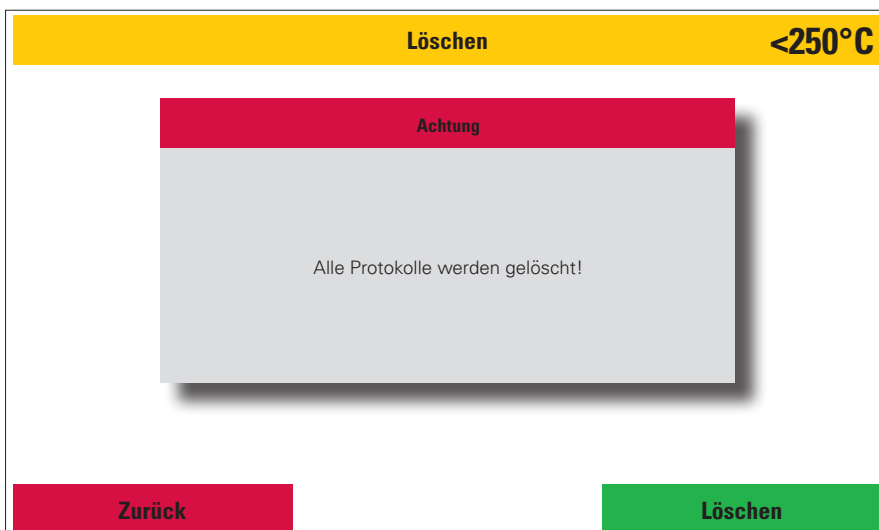 Löschen <250°C
Achtung
Alle Protokolle werden gelöscht!
Zurück Löschen